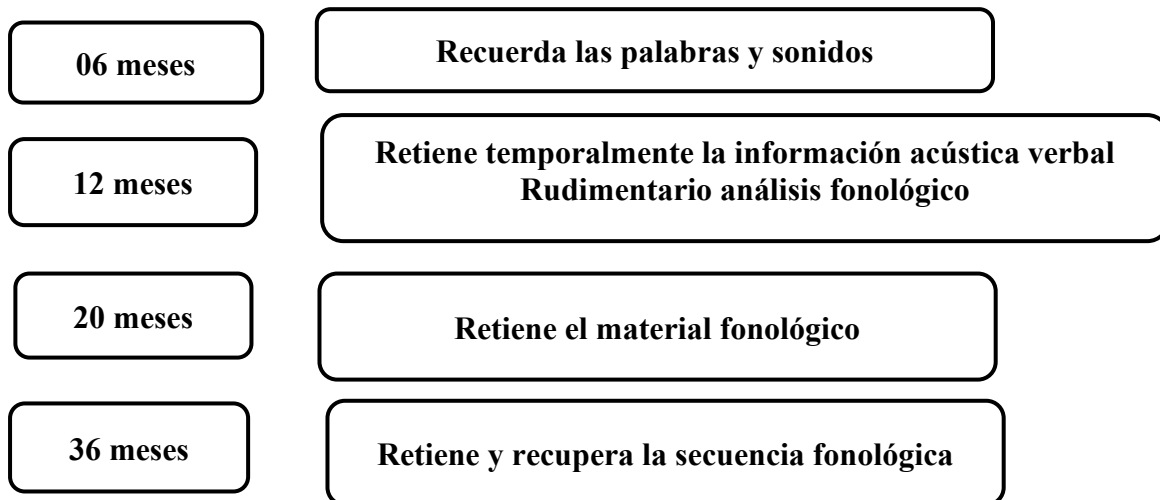 06 meses
Recuerda las palabras y sonidos
12 meses
Retiene temporalmente la información acústica verbal
Rudimentario análisis fonológico
20 meses
Retiene el material fonológico
36 meses
Retiene y recupera la secuencia fonológica